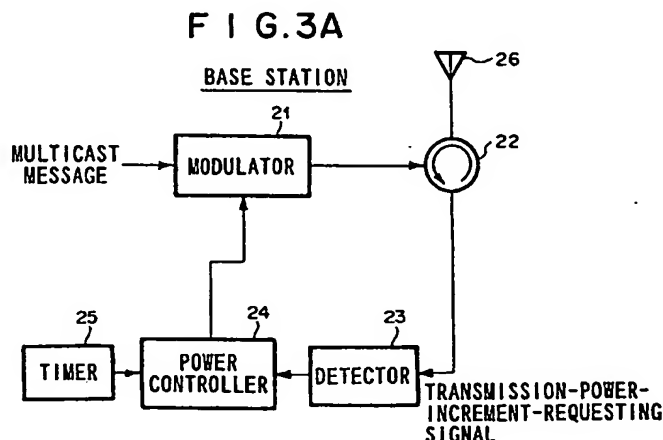 FIG.3A
BASE STATION
26
21
22
MULTICAST
MESSAGE
MODULATOR
25
24
23
TIMER
POWER
CONTROLLER
DETECTOR
TRANSMISSION-POWER-
INCREMENT-REQUESTING
SIGNAL